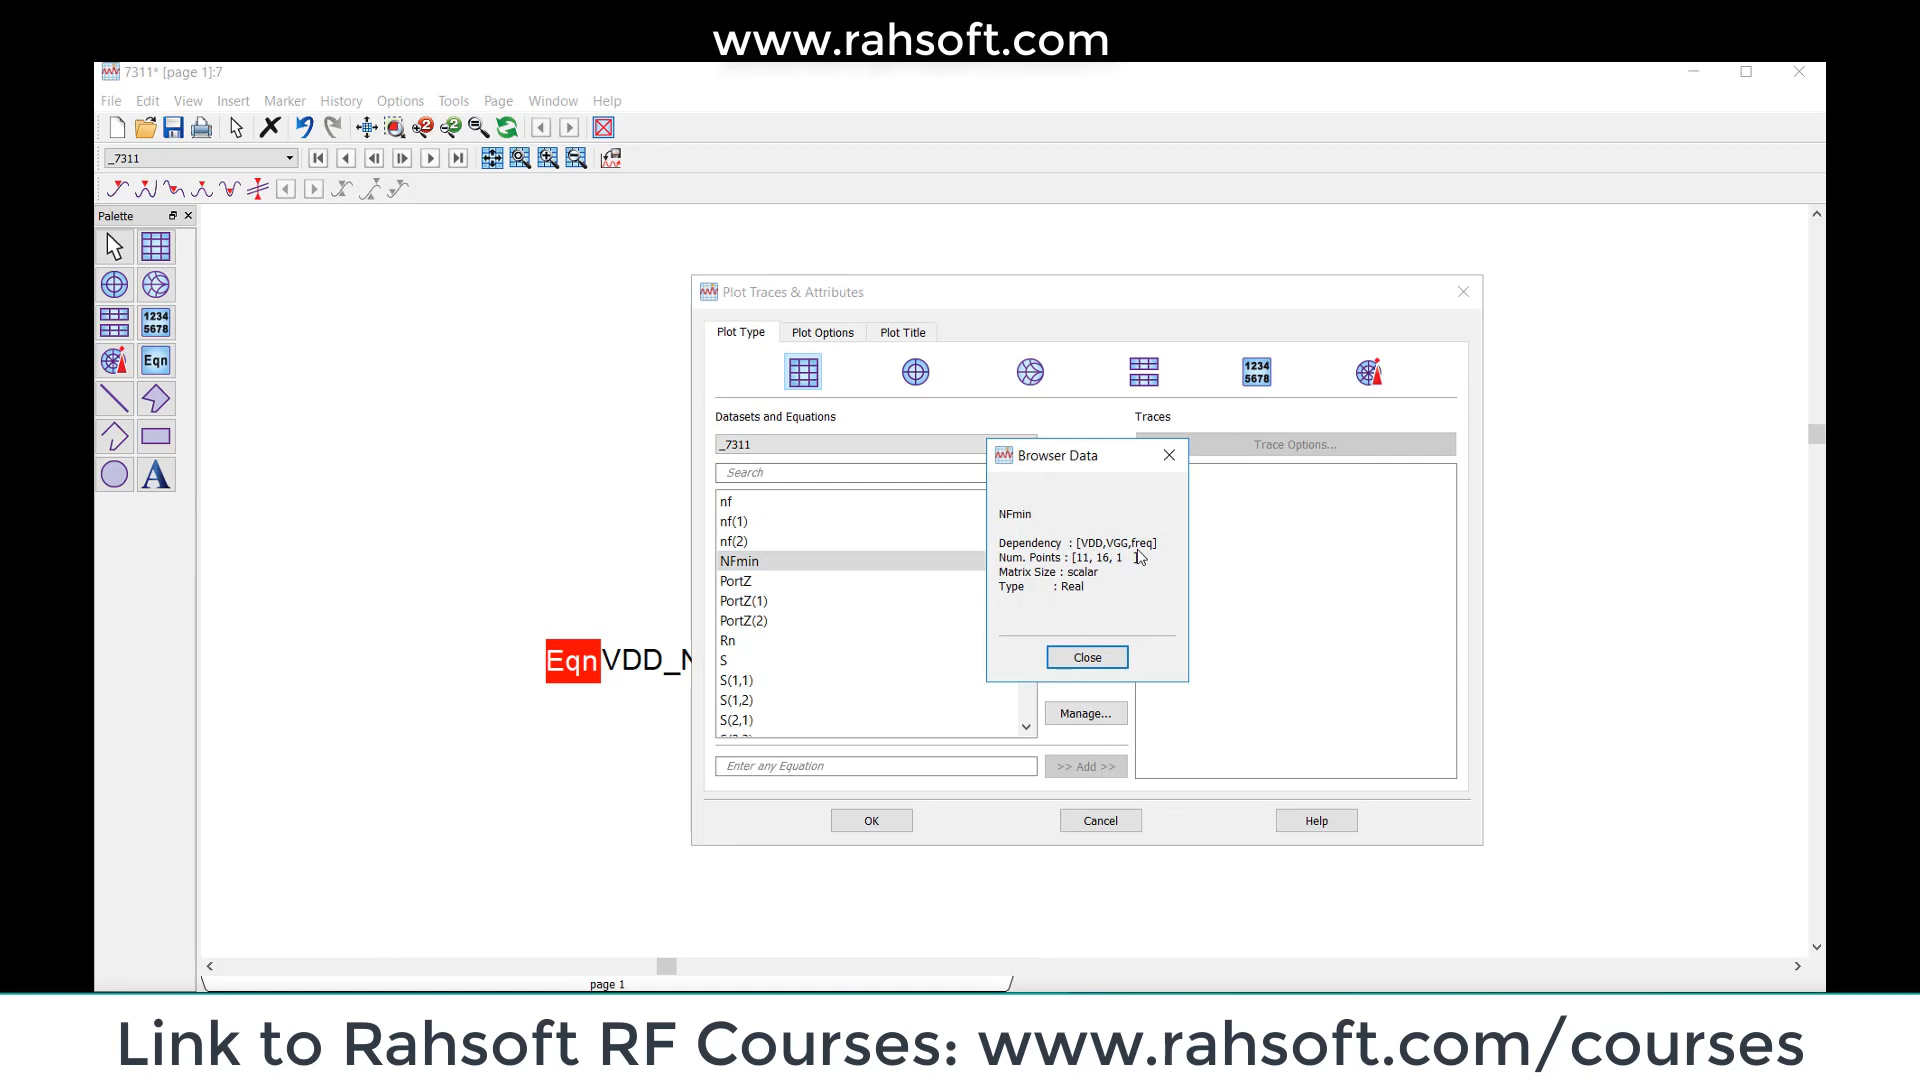 www.rahsoft.com
7311* [page 1]:7
File Edit View Insert Marker History Options Tools Page Window Help
_7311
Palette
1234
5678
Eqn
A
Plot Traces & Attributes
Plot Type Plot Options Plot Title
1234
5678
Datasets and Equations
Traces
_7311
Trace Options...
Search
nf
nf(1)
nf(2)
NFmin
PortZ
PortZ(1)
PortZ(2)
Rn
S
S(1,1)
S(1,2)
S(2,1)
Browser Data
NFmin
Dependency : [VDD,VGG,freq]
Num. Points : [11, 16, 1 ]
Matrix Size : scalar
Type : Real
Close
Eqn VDD_N
Manage...
Enter any Equation
>> Add >>
OK Cancel Help
page 1
Link to Rahsoft RF Courses: www.rahsoft.com/courses